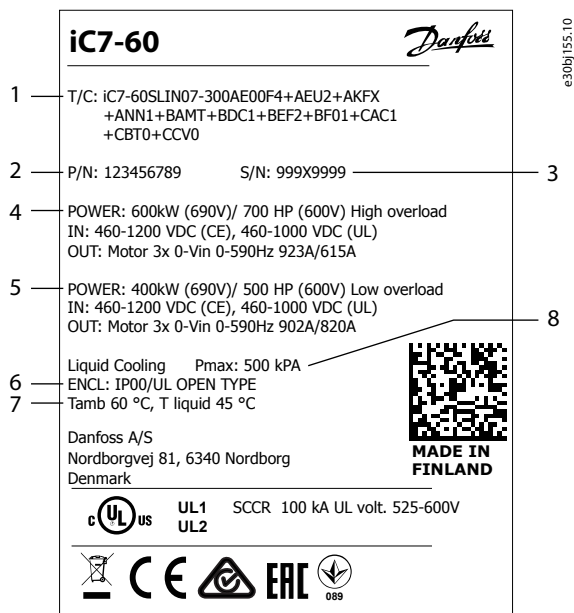 iC7-60
Danfoss
e30bj155.10
1
T/C: iC7-60SLIN07-300AE00F4+AEU2+AKFX
+ANN1+BAMT+BDC1+BEF2+BF01+CAC1
+CBT0+CCV0
2
P/N: 123456789 S/N: 999X9999
3
4
POWER: 600kW (690V)/ 700 HP (600V) High overload
IN: 460-1200 VDC (CE), 460-1000 VDC (UL)
OUT: Motor 3x 0-Vin 0-590Hz 923A/615A
5
POWER: 400kW (690V)/ 500 HP (600V) Low overload
IN: 460-1200 VDC (CE), 460-1000 VDC (UL)
OUT: Motor 3x 0-Vin 0-590Hz 902A/820A
8
Liquid Cooling Pmax: 500 kPA
6
ENCL: IP00/UL OPEN TYPE
7
Tamb 60 °C, T liquid 45 °C
Danfoss A/S
Nordborgvej 81, 6340 Nordborg
Denmark
MADE IN
FINLAND
c UL US
UL1 SCCR 100 kA UL volt. 525-600V
UL2
CE EAC
089